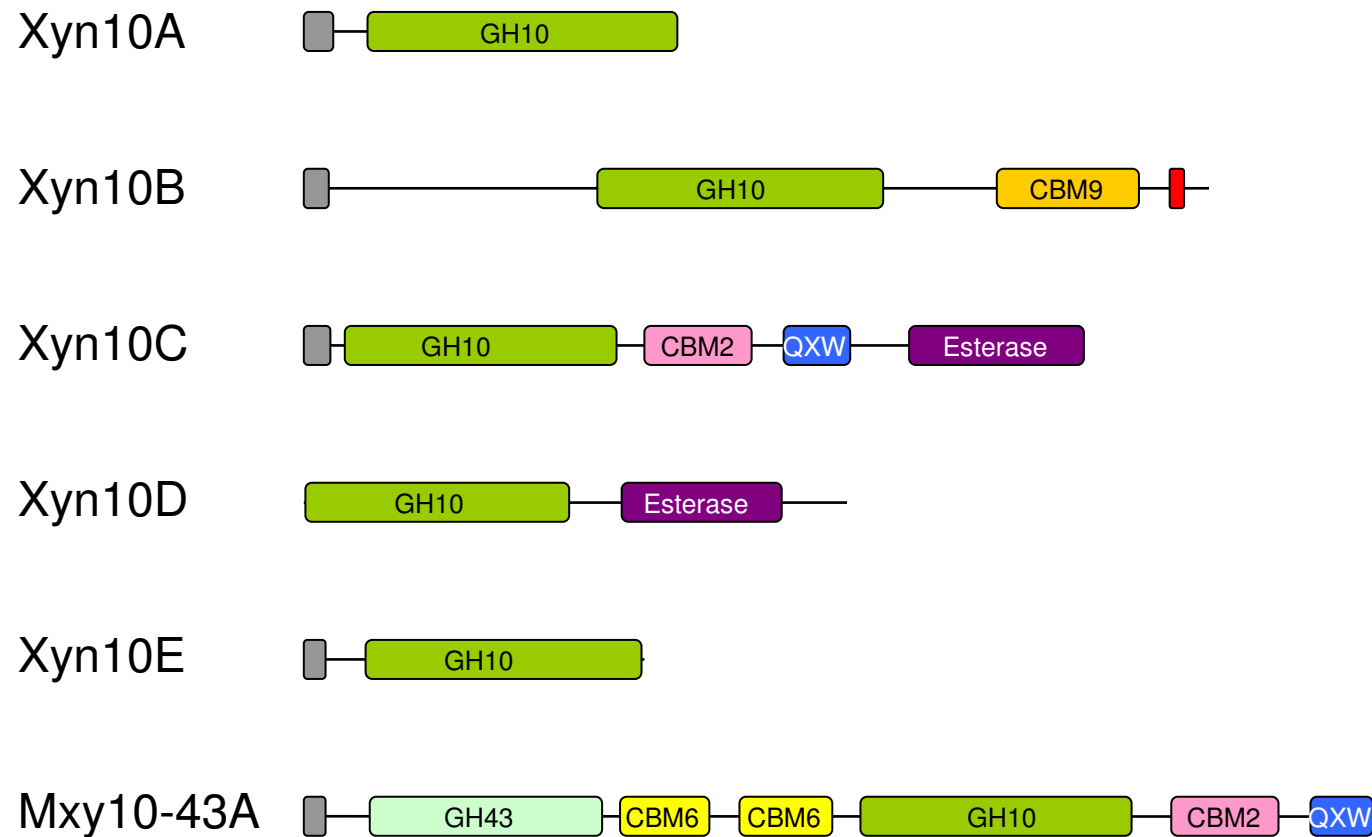 Xyn10A GH10
Xyn10B GH10 CBM9
Xyn10C GH10 CBM2 QXW Esterase
Xyn10D GH10 Esterase
Xyn10E GH10
Mxy10-43A GH43 CBM6 CBM6 GH10 CBM2 QXW